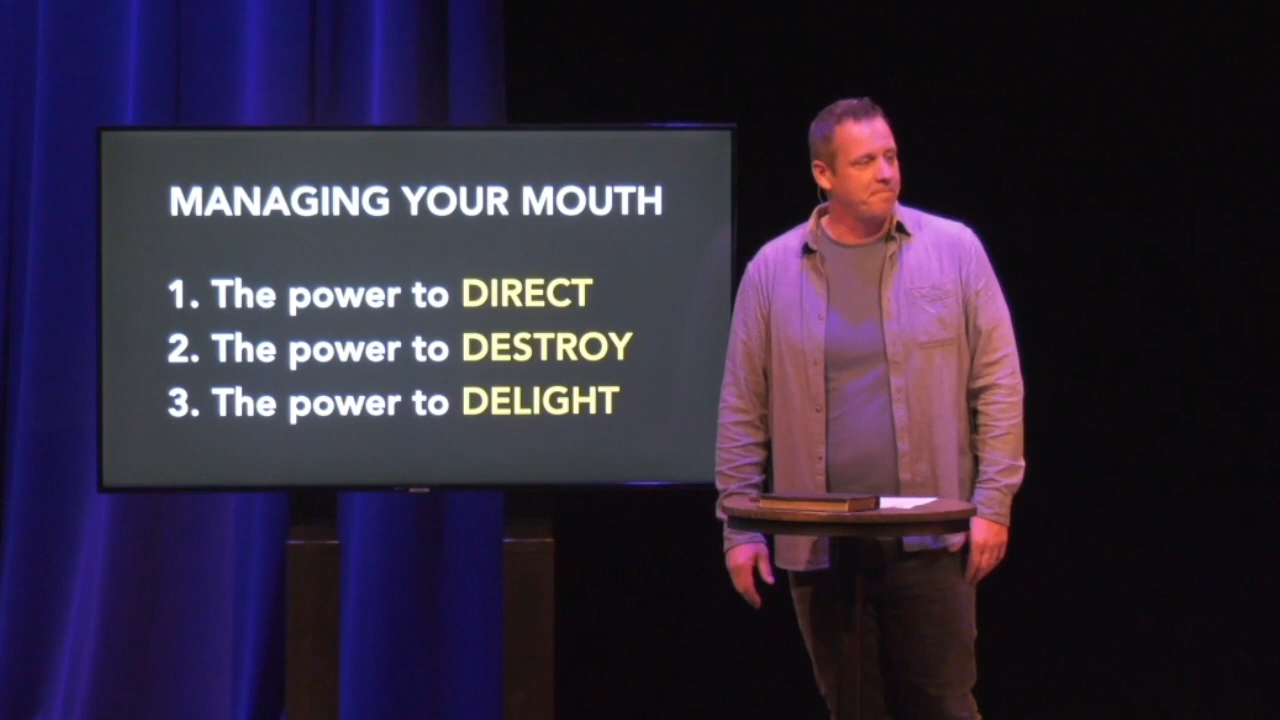 MANAGING YOUR MOUTH
1. The power to DIRECT
2. The power to DESTROY
3. The power to DELIGHT